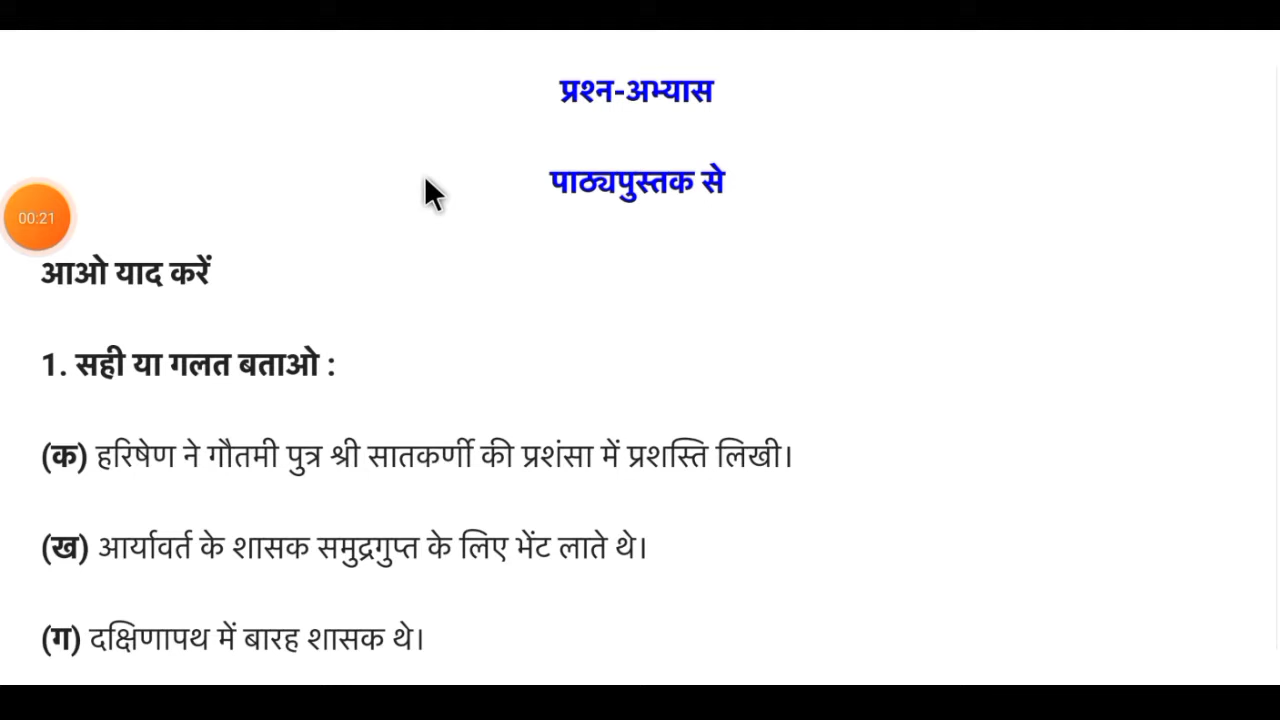 प्रश्न-अभ्यास
पाठ्यपुस्तक से
00:21
आओ याद करें
1. सही या गलत बताओ :
(क) हरिषेण ने गौतमी पुत्र श्री सातकर्णी की प्रशंसा में प्रशस्ति लिखी।
(ख) आर्यावर्त के शासक समुद्रगुप्त के लिए भेंट लाते थे।
(ग) दक्षिणापथ में बारह शासक थे।